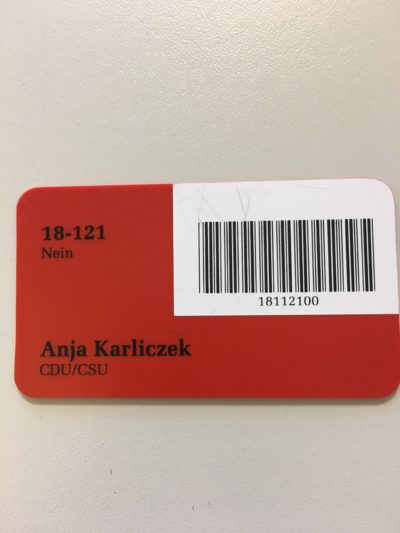 18-121
Nein
18112100
Anja Karliczek
CDU/CSU